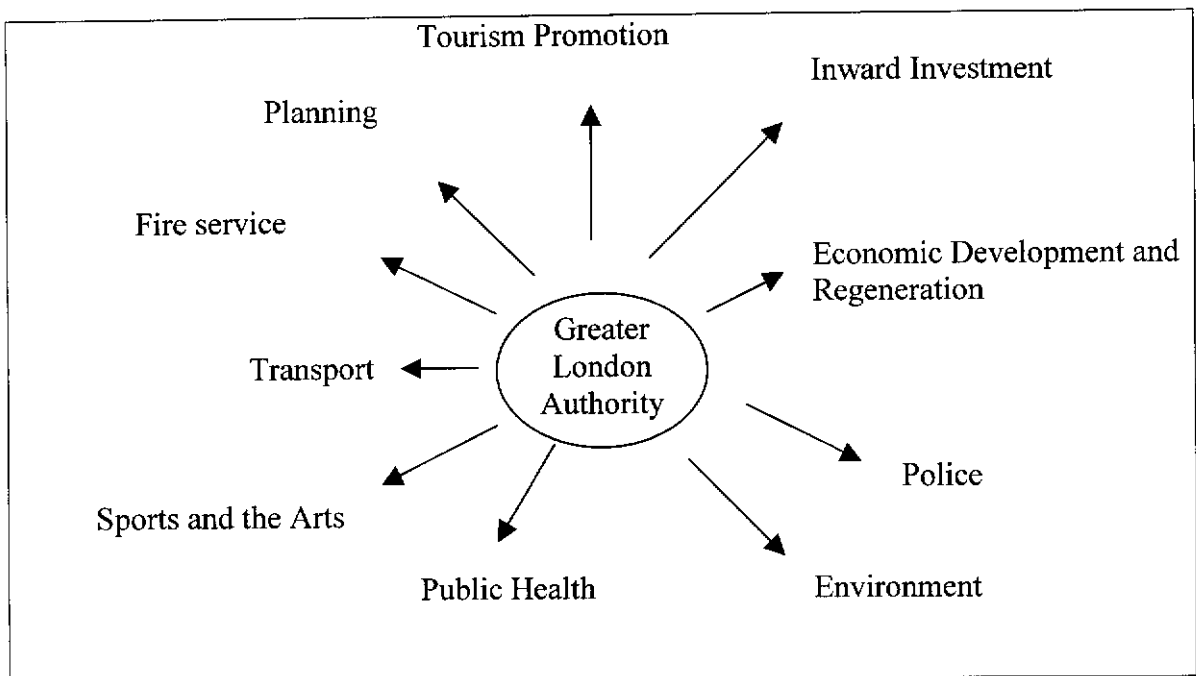 Tourism Promotion
Inward Investment
Planning
Fire service
Economic Development and
Regeneration
Greater
London
Authority
Transport
Police
Sports and the Arts
Public Health
Environment